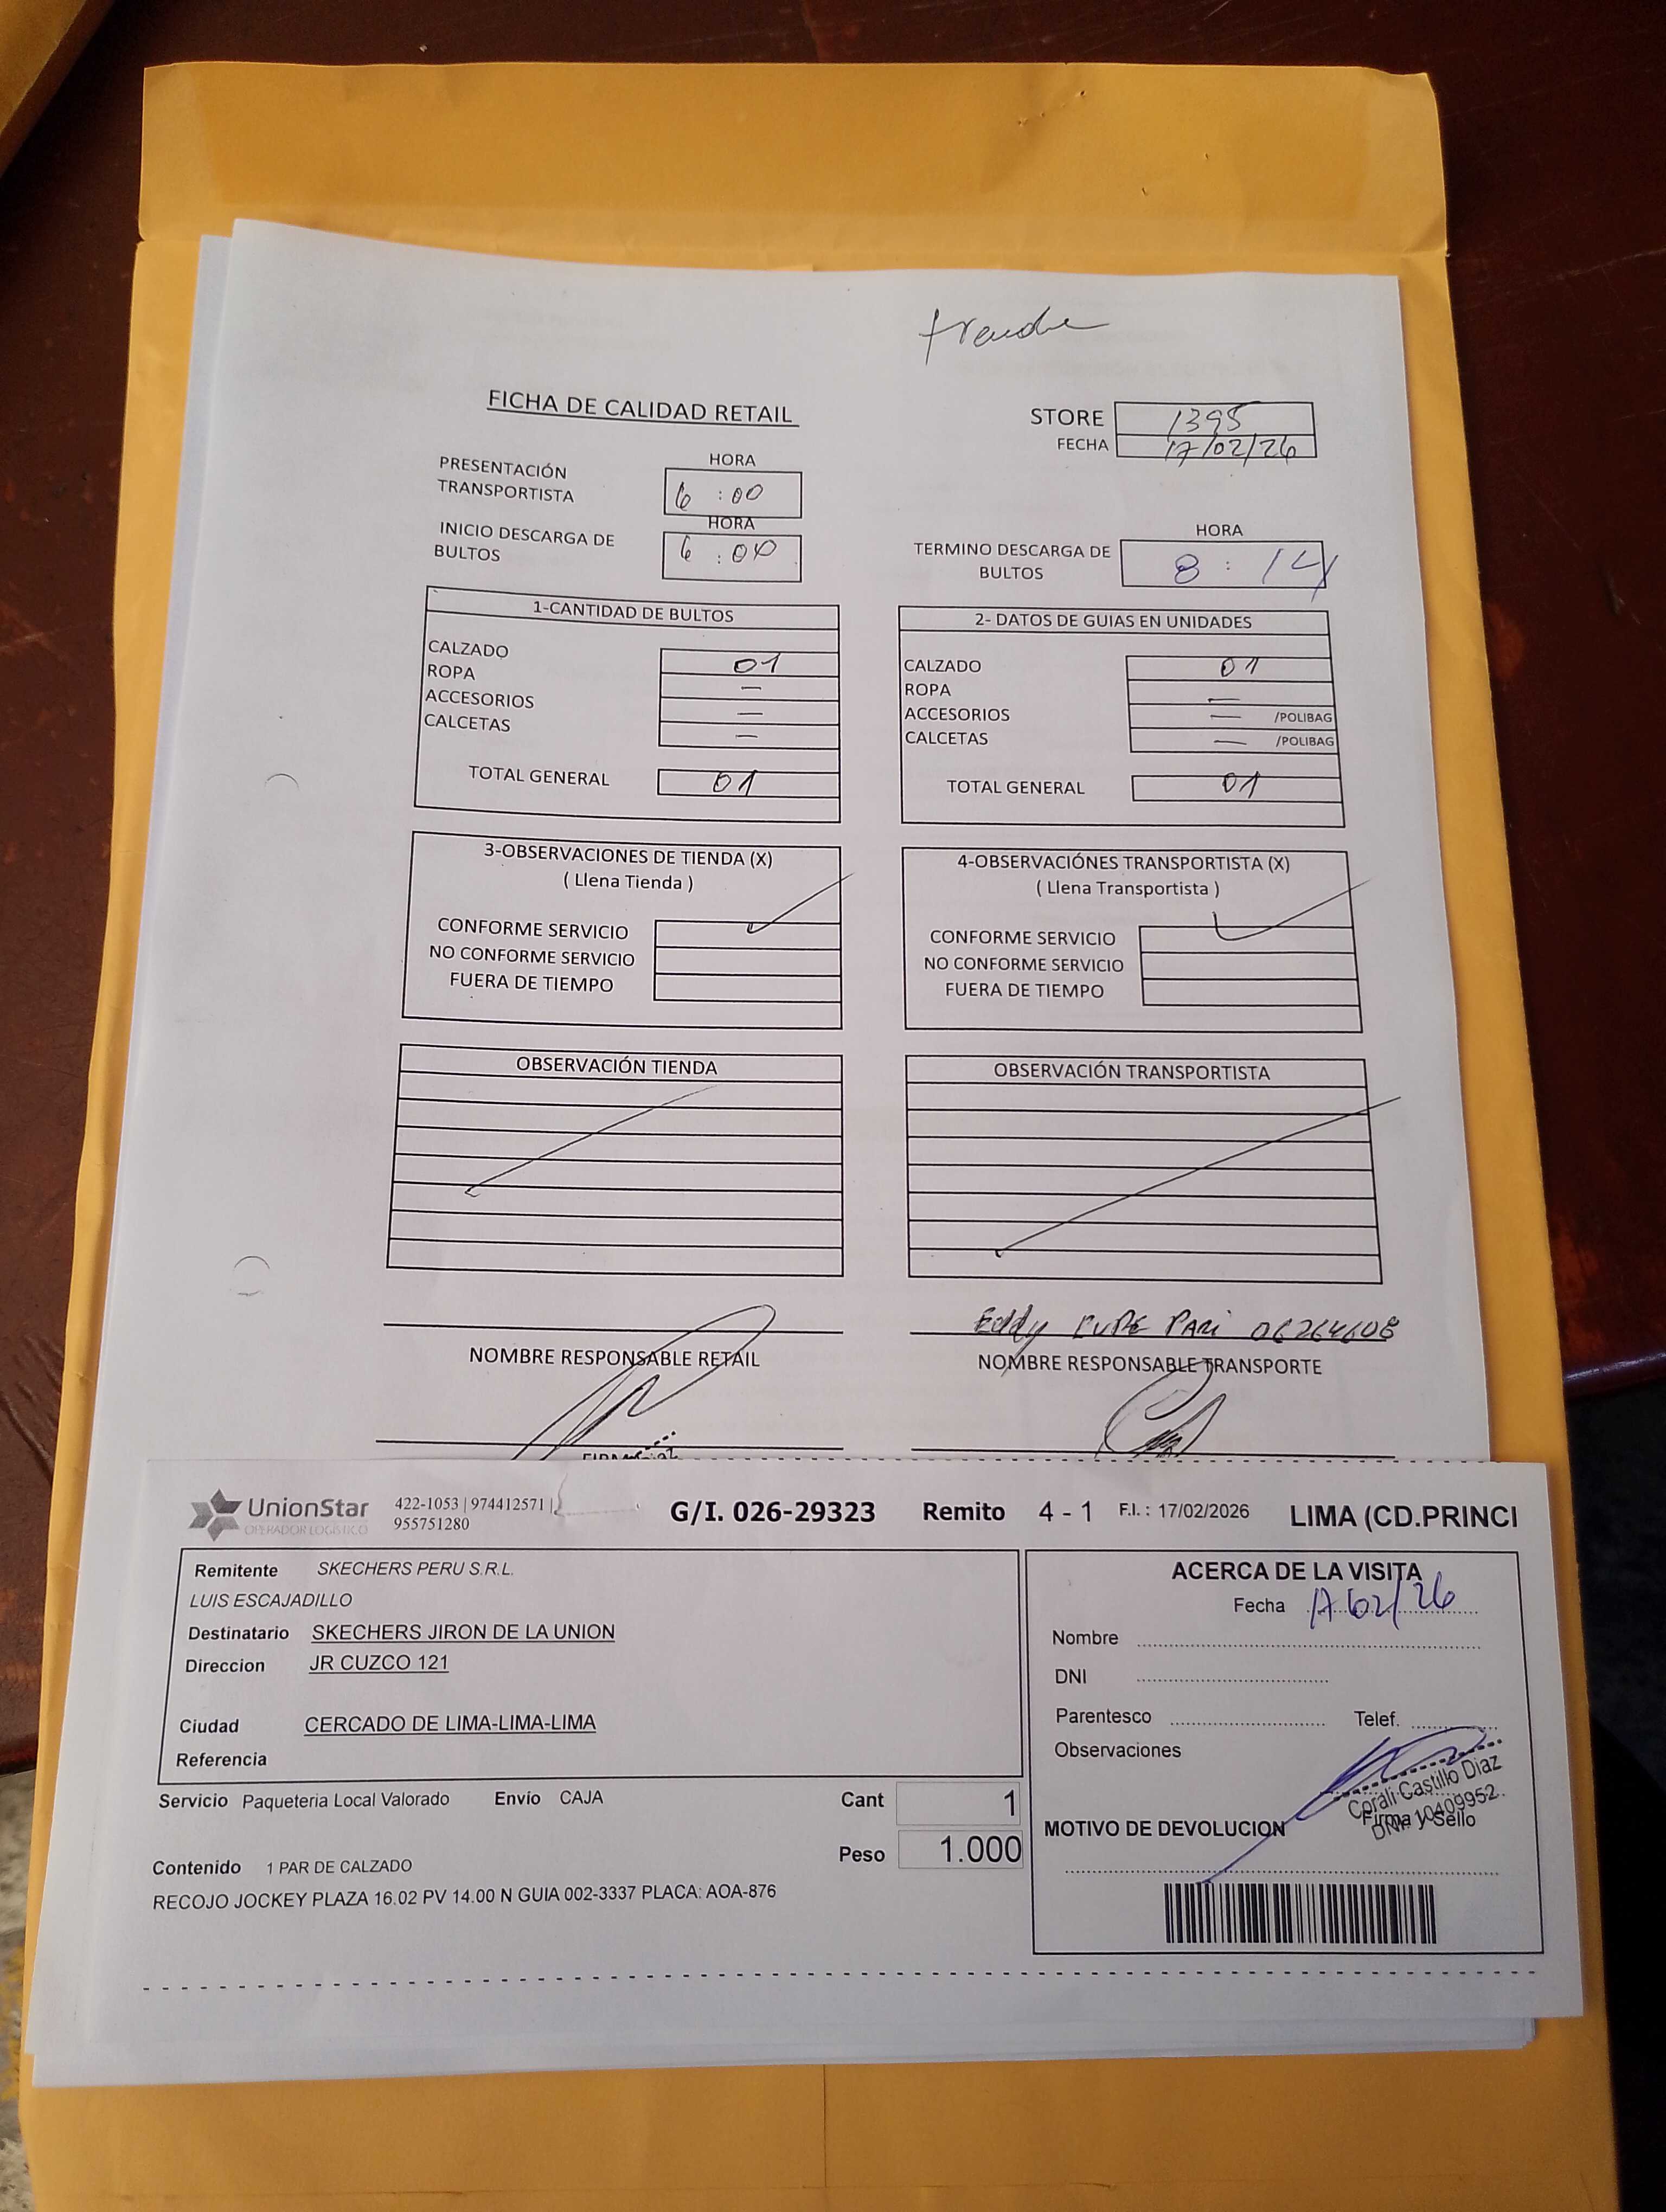 FICHA DE CALIDAD RETAIL
STORE 1395
FECHA 17/02/26
PRESENTACIÓN TRANSPORTISTA
HORA
6 : 00
INICIO DESCARGA DE BULTOS
HORA
6 : 00
TERMINO DESCARGA DE BULTOS
HORA
8 : 14
1-CANTIDAD DE BULTOS
CALZADO 01
ROPA —
ACCESORIOS —
CALCETAS —
TOTAL GENERAL 01
2- DATOS DE GUIAS EN UNIDADES
CALZADO 01
ROPA —
ACCESORIOS — /POLIBAG
CALCETAS — /POLIBAG
TOTAL GENERAL 01
3-OBSERVACIONES DE TIENDA (X)
( Llena Tienda )
CONFORME SERVICIO
NO CONFORME SERVICIO
FUERA DE TIEMPO
4-OBSERVACIÓNES TRANSPORTISTA (X)
( Llena Transportista )
CONFORME SERVICIO
NO CONFORME SERVICIO
FUERA DE TIEMPO
OBSERVACIÓN TIENDA
OBSERVACIÓN TRANSPORTISTA
NOMBRE RESPONSABLE RETAIL
Eddy Pari 06264608
NOMBRE RESPONSABLE TRANSPORTE
UnionStar
OPERADOR LOGISTICO
422-1053 | 974412571 |
955751280
G/I. 026-29323 Remito 4 - 1 F.I. : 17/02/2026 LIMA (CD.PRINCI
Remitente SKECHERS PERU S.R.L.
LUIS ESCAJADILLO
Destinatario SKECHERS JIRON DE LA UNION
Direccion JR CUZCO 121
Ciudad CERCADO DE LIMA-LIMA-LIMA
Referencia
Servicio Paqueteria Local Valorado Envío CAJA
Cant 1
Peso 1.000
Contenido 1 PAR DE CALZADO
RECOJO JOCKEY PLAZA 16.02 PV 14.00 N GUIA 002-3337 PLACA: AOA-876
ACERCA DE LA VISITA
Fecha 17/02/26
Nombre
DNI
Parentesco Telef.
Observaciones
Corali Castillo Diaz
DNI: 10409952
Firma y Sello
MOTIVO DE DEVOLUCION